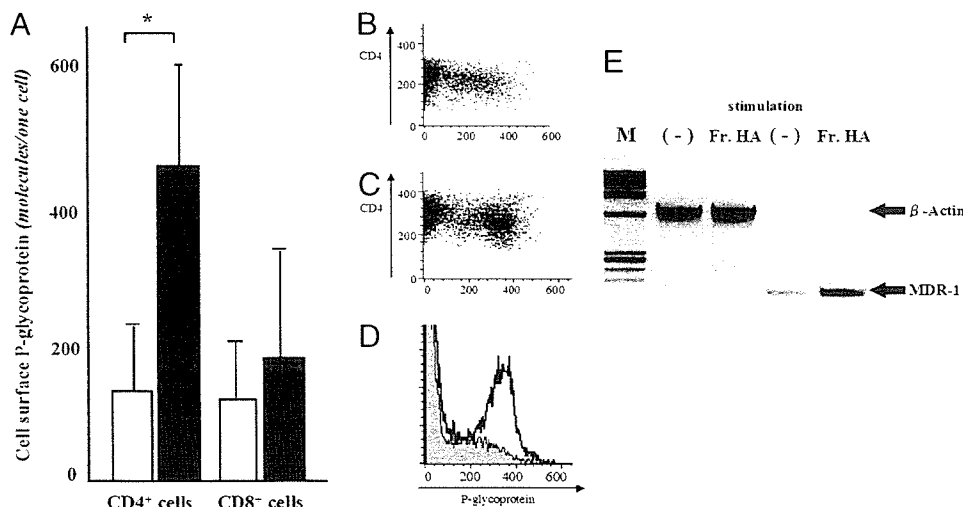 A
*
Cell surface P-glycoprotein (molecules/one cell)
600
400
200
0
CD4+ cells
CD8+ cells
B
CD4
400
200
0
0 200 400 600
C
CD4
400
200
0
0 200 400 600
D
200 400 600
P-glycoprotein
E
stimulation
M (-) Fr. HA (-) Fr. HA
β-Actin
MDR-1